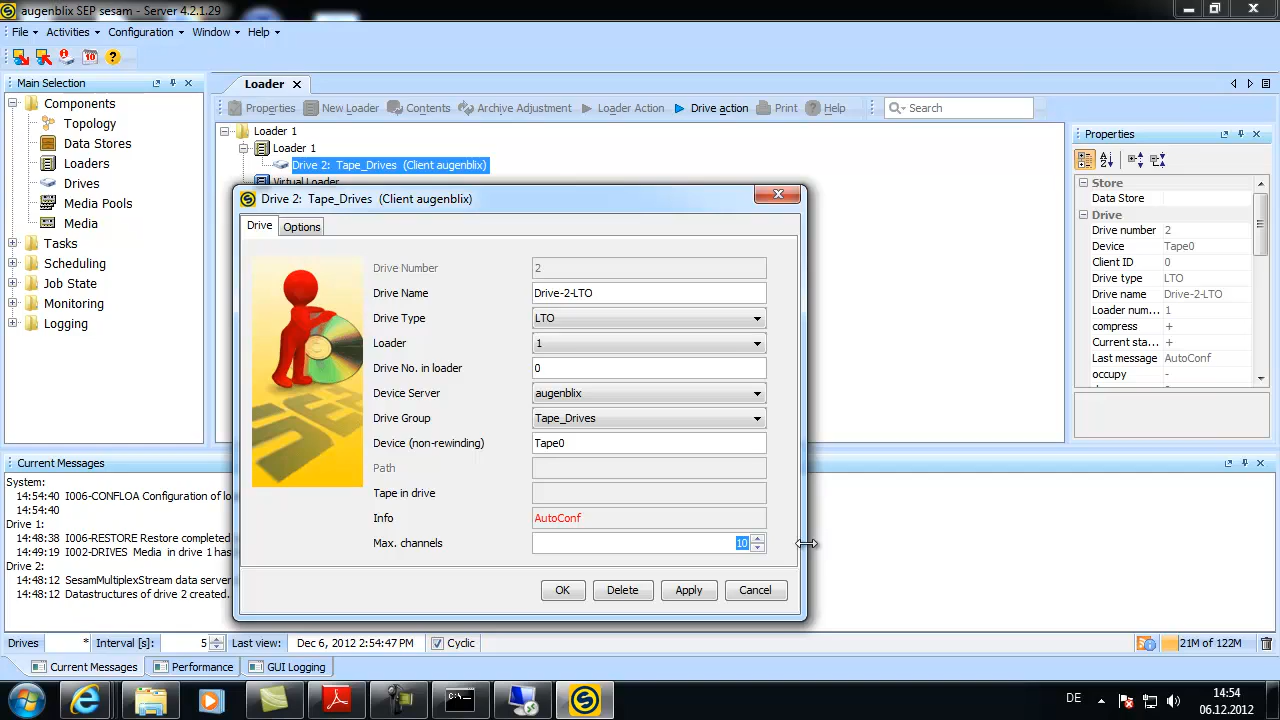 augenblix SEP sesam - Server 4.2.1.29
File Activities Configuration Window Help
10
Main Selection
Components
Topology
Data Stores
Loaders
Drives
Media Pools
Media
Tasks
Scheduling
Job State
Monitoring
Logging
Loader
Properties New Loader Contents Archive Adjustment Loader Action Drive action Print Help Search
Loader 1
Loader 1
Drive 2: Tape_Drives (Client augenblix)
Virtual Loader
Properties
Store
Data Store
Drive
Drive number 2
Device Tape0
Client ID 0
Drive type LTO
Drive name Drive-2-LTO
Loader num... 1
compress +
Current sta... +
Last message AutoConf
occupy -
Drive 2: Tape_Drives (Client augenblix)
Drive Options
Drive Number 2
Drive Name Drive-2-LTO
Drive Type LTO
Loader 1
Drive No. in loader 0
Device Server augenblix
Drive Group Tape_Drives
Device (non-rewinding) Tape0
Path
Tape in drive
Info AutoConf
Max. channels 10
OK Delete Apply Cancel
Current Messages
System:
14:54:40 I006-CONFLOA Configuration of lo
14:54:40
Drive 1:
14:48:38 I006-RESTORE Restore completed
14:49:19 I002-DRIVES Media in drive 1 has
Drive 2:
14:48:12 SesamMultiplexStream data server
14:48:12 Datastructures of drive 2 created.
Drives * Interval [s]: 5 Last view: Dec 6, 2012 2:54:47 PM Cyclic 21M of 122M
Current Messages Performance GUI Logging
DE 14:54
06.12.2012